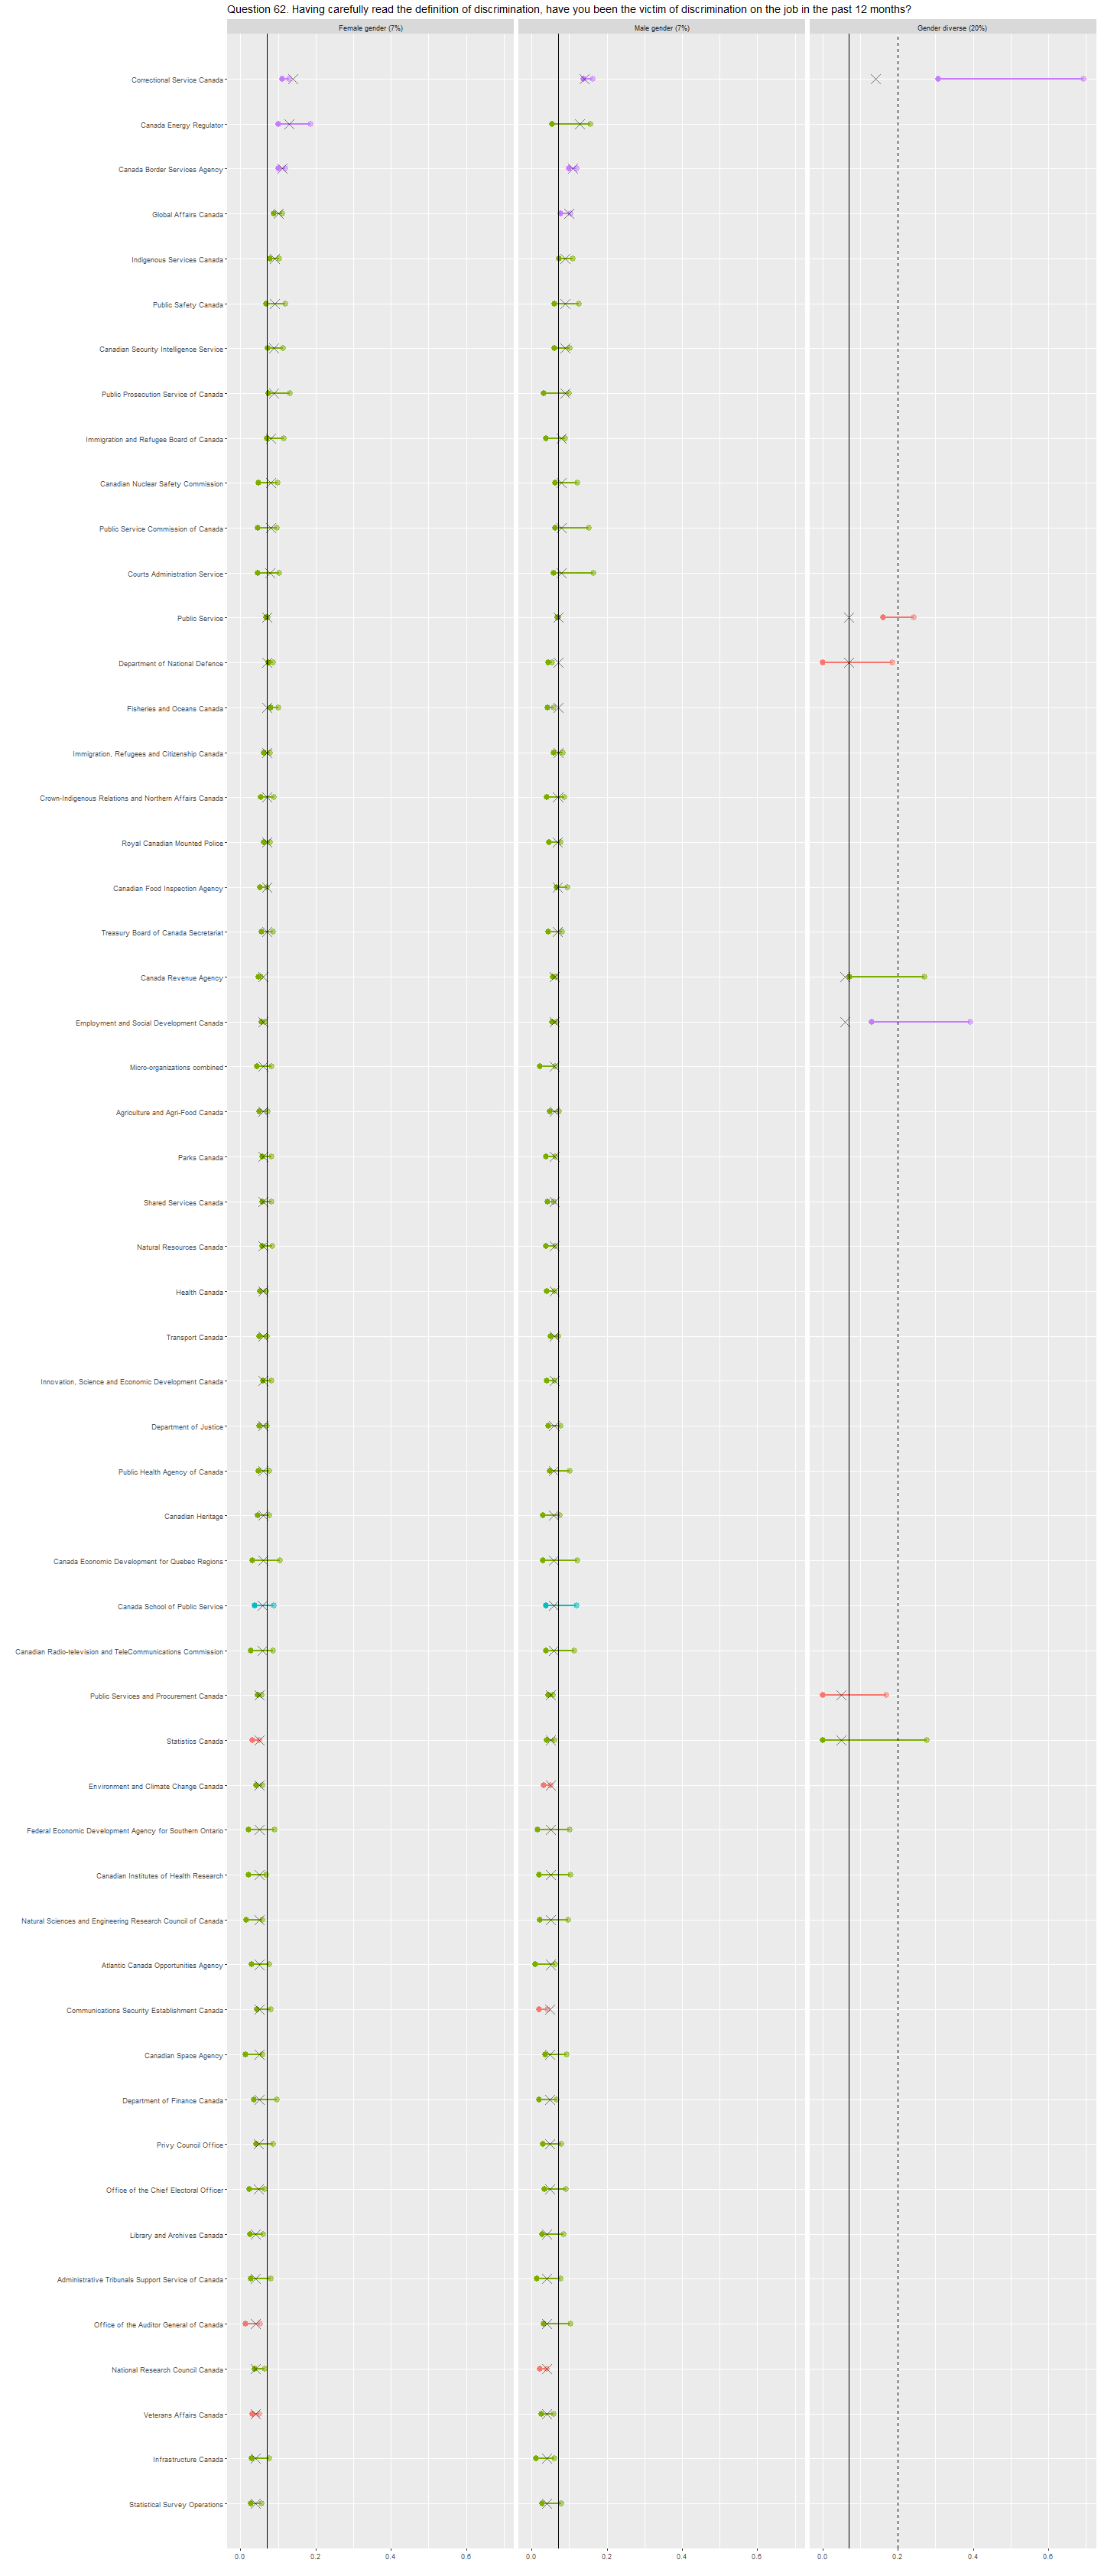 Question 62. Having carefully read the definition of discrimination, have you been the victim of discrimination on the job in the past 12 months?
Female gender (7%)
Male gender (7%)
Gender diverse (20%)
Correctional Service Canada
Canada Energy Regulator
Canada Border Services Agency
Global Affairs Canada
Indigenous Services Canada
Public Safety Canada
Canadian Security Intelligence Service
Public Prosecution Service of Canada
Immigration and Refugee Board of Canada
Canadian Nuclear Safety Commission
Public Service Commission of Canada
Courts Administration Service
Public Service
Department of National Defence
Fisheries and Oceans Canada
Immigration, Refugees and Citizenship Canada
Crown-Indigenous Relations and Northern Affairs Canada
Royal Canadian Mounted Police
Canadian Food Inspection Agency
Treasury Board of Canada Secretariat
Canada Revenue Agency
Employment and Social Development Canada
Micro-organizations combined
Agriculture and Agri-Food Canada
Parks Canada
Shared Services Canada
Natural Resources Canada
Health Canada
Transport Canada
Innovation, Science and Economic Development Canada
Department of Justice
Public Health Agency of Canada
Canadian Heritage
Canada Economic Development for Quebec Regions
Canada School of Public Service
Canadian Radio-television and TeleCommunications Commission
Public Services and Procurement Canada
Statistics Canada
Environment and Climate Change Canada
Federal Economic Development Agency for Southern Ontario
Canadian Institutes of Health Research
Natural Sciences and Engineering Research Council of Canada
Atlantic Canada Opportunities Agency
Communications Security Establishment Canada
Canadian Space Agency
Department of Finance Canada
Privy Council Office
Office of the Chief Electoral Officer
Library and Archives Canada
Administrative Tribunals Support Service of Canada
Office of the Auditor General of Canada
National Research Council Canada
Veterans Affairs Canada
Infrastructure Canada
Statistical Survey Operations
0.0 0.2 0.4 0.6 0.0 0.2 0.4 0.6 0.0 0.2 0.4 0.6